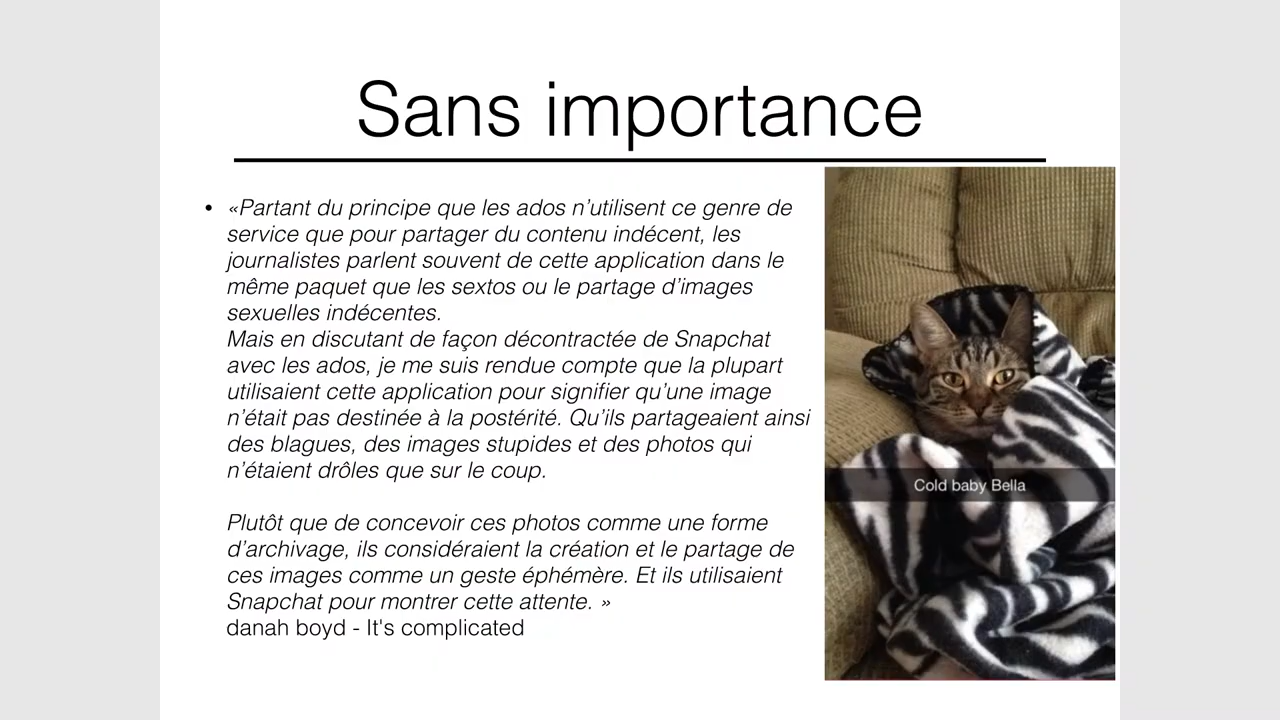 Sans importance
• «Partant du principe que les ados n’utilisent ce genre de
service que pour partager du contenu indécent, les
journalistes parlent souvent de cette application dans le
même paquet que les sextos ou le partage d’images
sexuelles indécentes.
Mais en discutant de façon décontractée de Snapchat
avec les ados, je me suis rendue compte que la plupart
utilisaient cette application pour signifier qu’une image
n’était pas destinée à la postérité. Qu’ils partageaient ainsi
des blagues, des images stupides et des photos qui
n’étaient drôles que sur le coup.
Plutôt que de concevoir ces photos comme une forme
d’archivage, ils considéraient la création et le partage de
ces images comme un geste éphémère. Et ils utilisaient
Snapchat pour montrer cette attente. »
danah boyd - It's complicated
Cold baby Bella